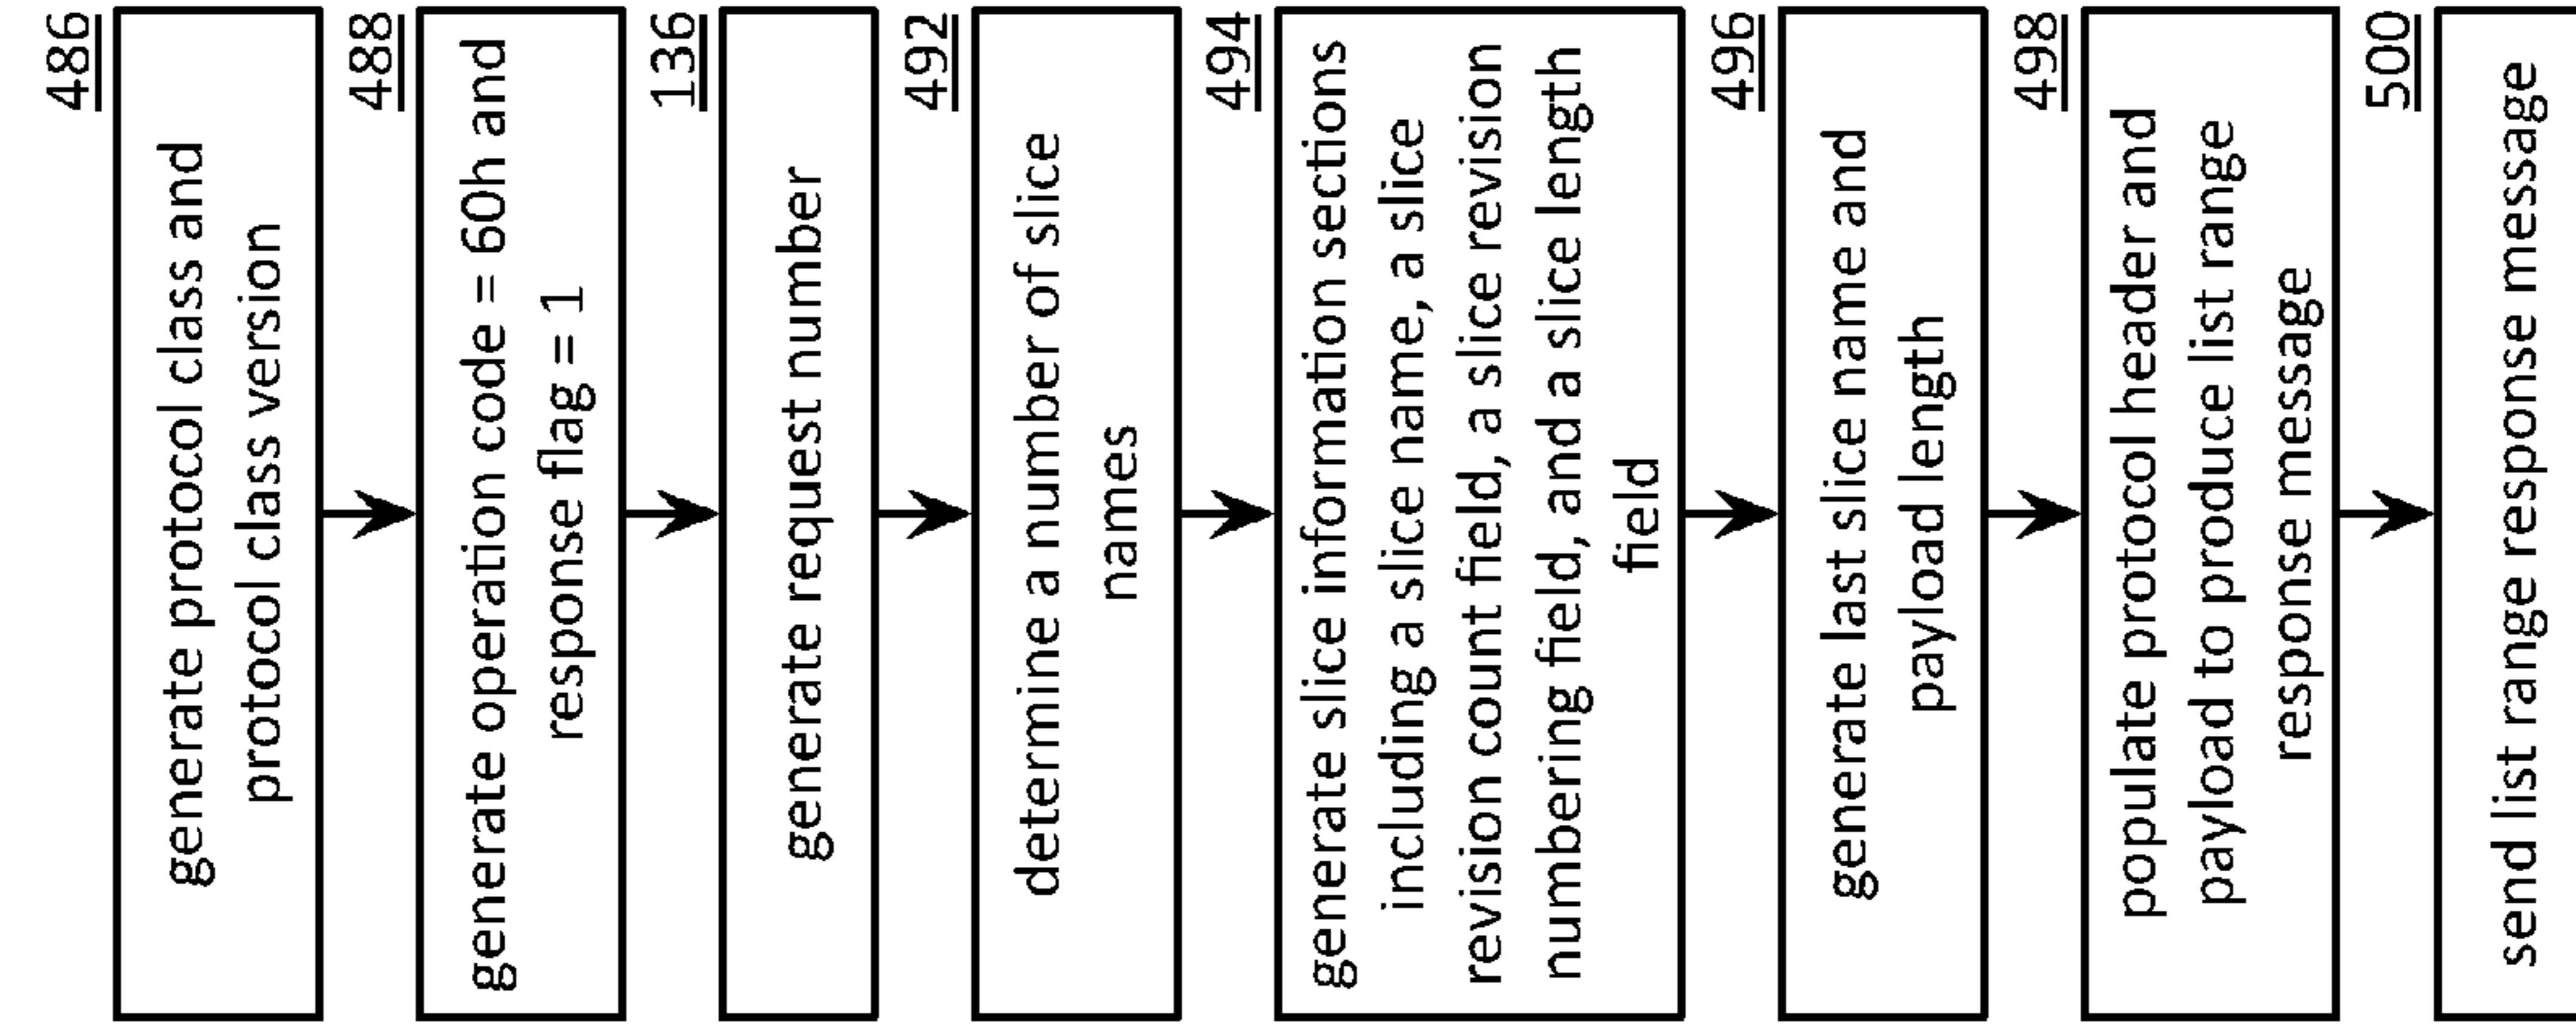 486
generate protocol class and
protocol class version
488
generate operation code = 60h and
response flag = 1
136
generate request number
492
determine a number of slice
names
494
generate slice information sections
including a slice name, a slice
revision count field, a slice revision
numbering field, and a slice length
field
496
generate last slice name and
payload length
498
populate protocol header and
payload to produce list range
response message
500
send list range response message